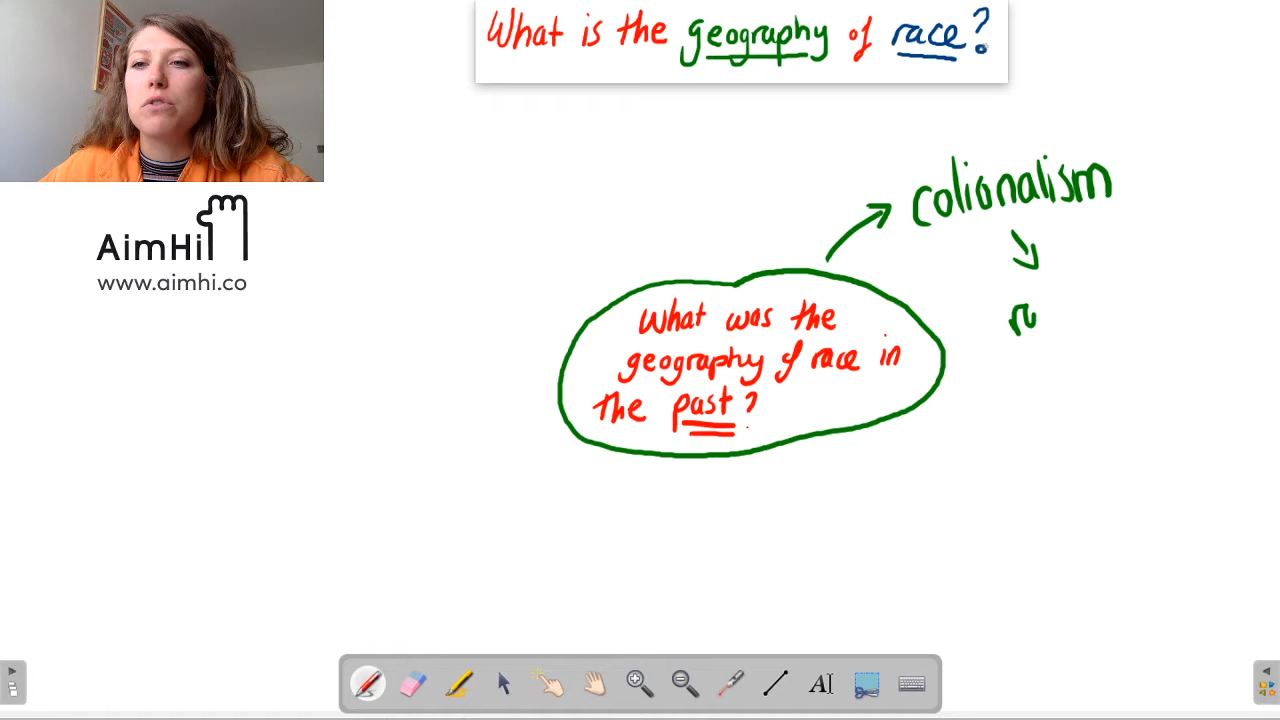 What is the geography of race?
AimHi
www.aimhi.co
colionalism
What was the
geography of race in
the past?